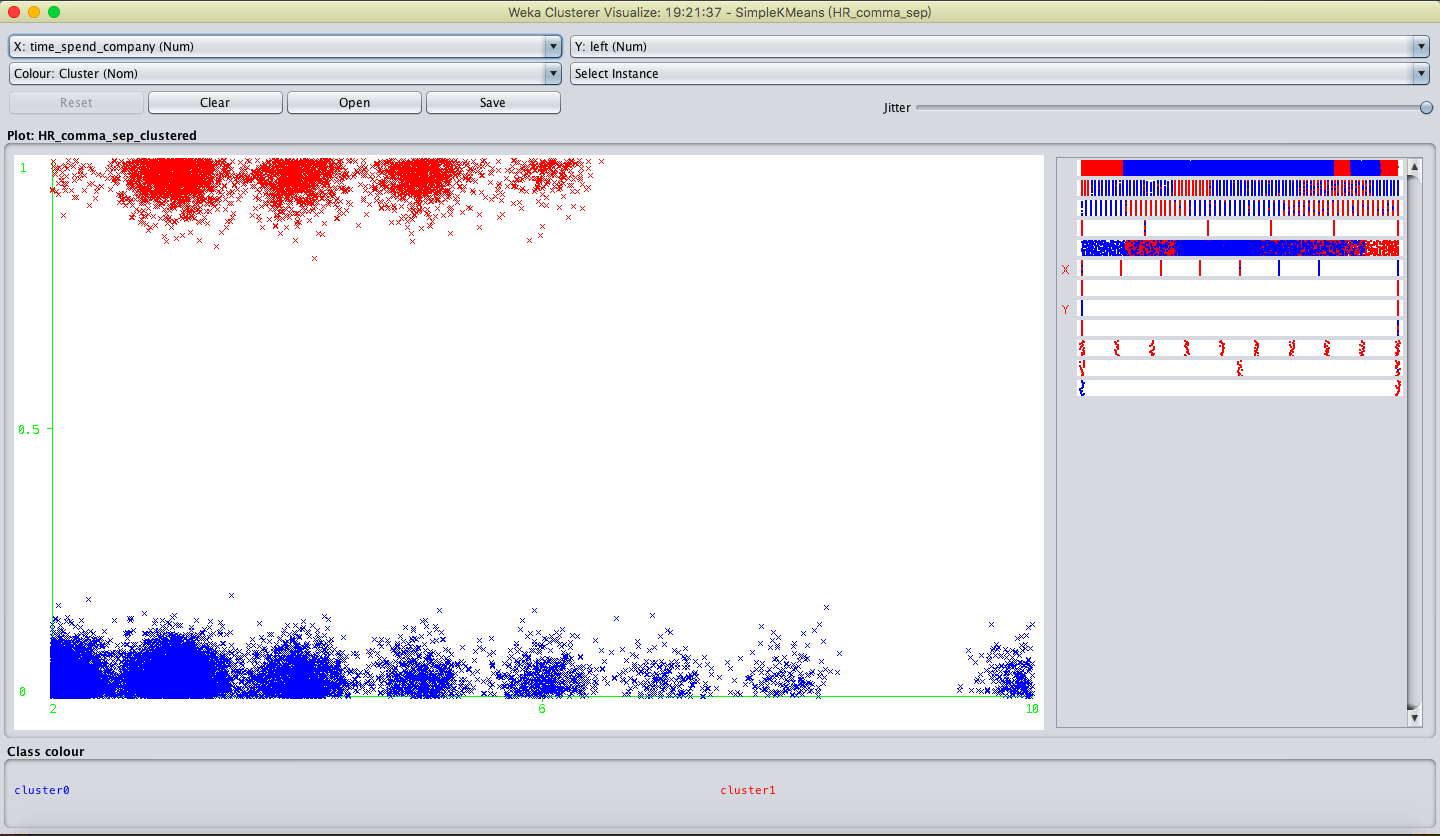 Weka Clusterer Visualize: 19:21:37 - SimpleKMeans (HR_comma_sep)
X: time_spend_company (Num)
Y: left (Num)
Colour: Cluster (Nom)
Select Instance
Reset
Clear
Open
Save
Jitter
Plot: HR_comma_sep_clustered
1
0.5
0
2
6
10
X
Y
Class colour
cluster0
cluster1